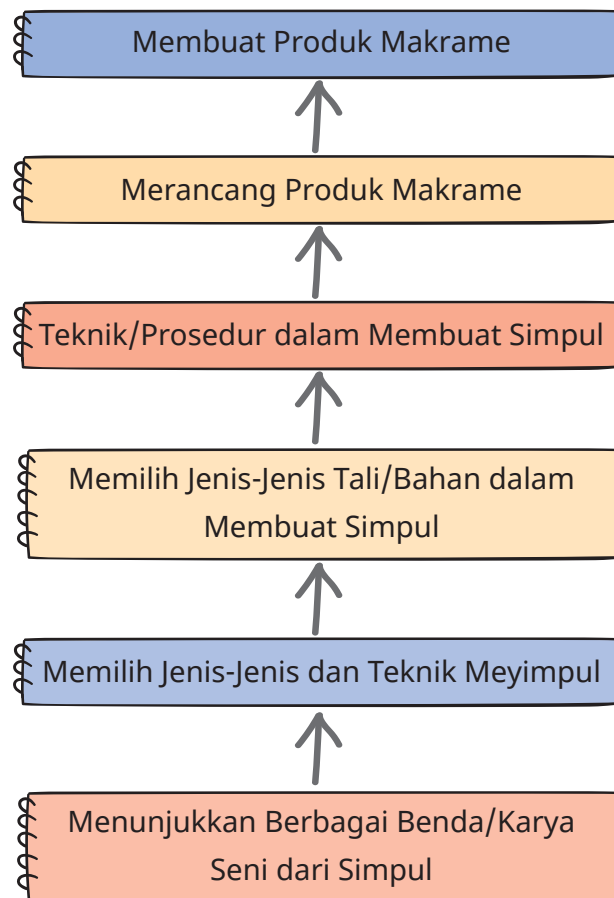 Membuat Produk Makrame
Merancang Produk Makrame
Teknik/Prosedur dalam Membuat Simpul
Memilih Jenis-Jenis Tali/Bahan dalam
Membuat Simpul
Memilih Jenis-Jenis dan Teknik Meyimpul
Menunjukkan Berbagai Benda/Karya
Seni dari Simpul